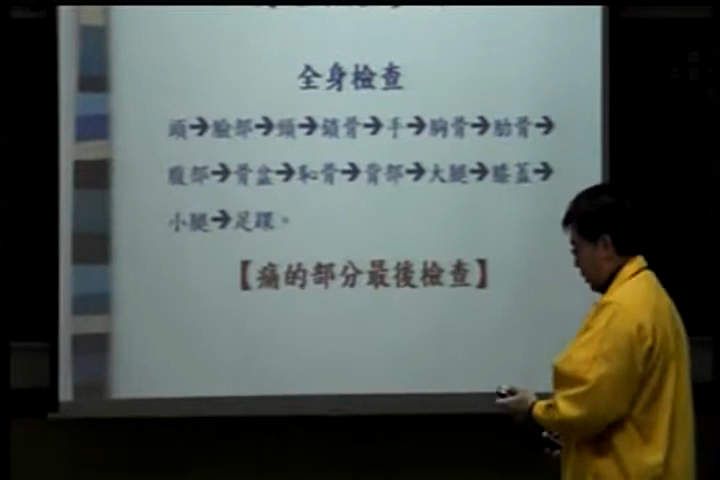 全身檢查
頭→臉部→頸→鎖骨→手→胸骨→肋骨→
腹部→骨盆→和骨→背部→大腿→膝蓋→
小腿→足踝。
【痛的部分最後檢查】